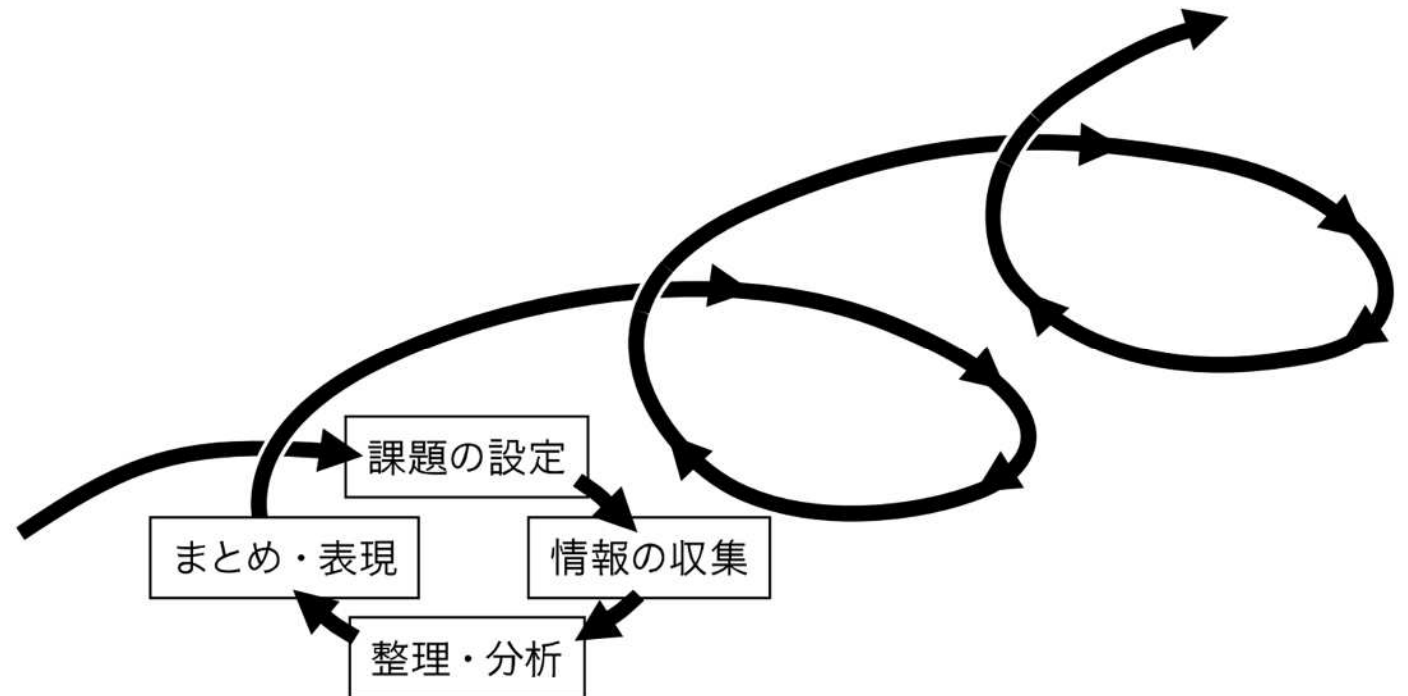 課題の設定
まとめ・表現
情報の収集
整理・分析